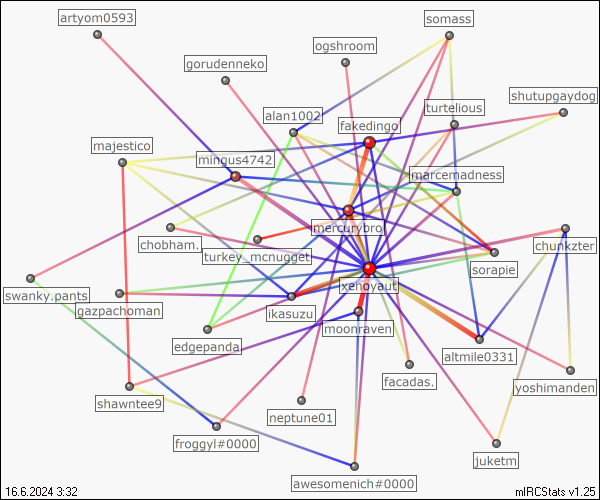 artyom0593
somass
ogshroom
gorudenneko
shutupgaydog
turtelious
alan1002
fakedingo
majestico
mingus4742
marcemadness
mercurybro
chobham.
turkey_mcnugget
chunkzter
sorapie
xenoyaut
swanky.pants
gazpachoman
ikasuzu
moonraven
edgepanda
altmile0331
facadas.
yoshimanden
shawntee9
neptune01
froggyl#0000
juketm
awesomenich#0000
16.6.2024 3:32
mIRCStats v1.25